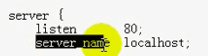 server {
listen 80;
server_name localhost;